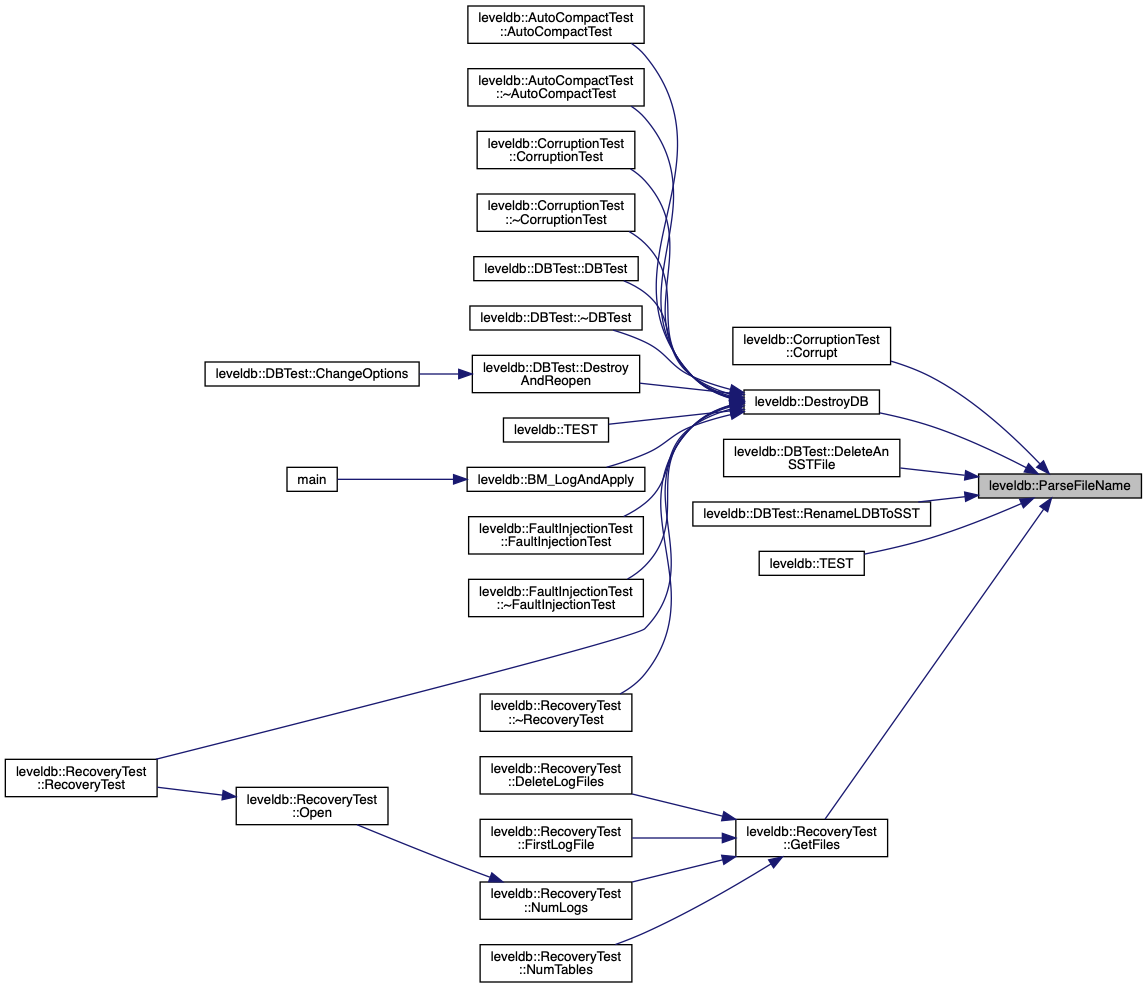 leveldb::AutoCompactTest
::AutoCompactTest
leveldb::AutoCompactTest
::~AutoCompactTest
leveldb::CorruptionTest
::CorruptionTest
leveldb::CorruptionTest
::~CorruptionTest
leveldb::DBTest::DBTest
leveldb::DBTest::~DBTest
leveldb::CorruptionTest
::Corrupt
leveldb::DBTest::ChangeOptions
leveldb::DBTest::Destroy
AndReopen
leveldb::DestroyDB
leveldb::TEST
leveldb::DBTest::DeleteAn
SSTFile
main
leveldb::BM_LogAndApply
leveldb::ParseFileName
leveldb::DBTest::RenameLDBToSST
leveldb::FaultInjectionTest
::FaultInjectionTest
leveldb::TEST
leveldb::FaultInjectionTest
::~FaultInjectionTest
leveldb::RecoveryTest
::~RecoveryTest
leveldb::RecoveryTest
::RecoveryTest
leveldb::RecoveryTest
::DeleteLogFiles
leveldb::RecoveryTest
::Open
leveldb::RecoveryTest
::FirstLogFile
leveldb::RecoveryTest
::GetFiles
leveldb::RecoveryTest
::NumLogs
leveldb::RecoveryTest
::NumTables